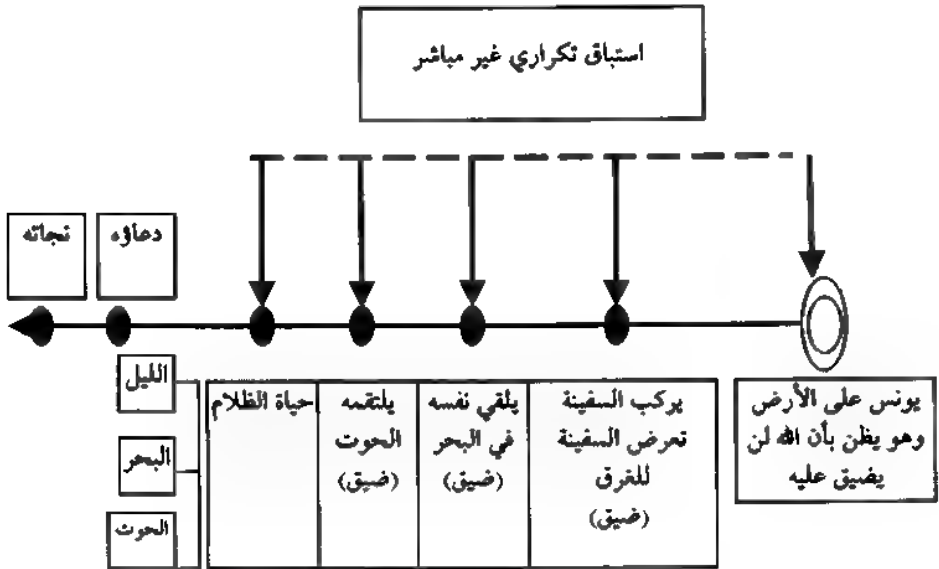 استباق تكراري غير مباشر
دعاؤه
نجاته
يونس على الأرض
وهو يظن بأن الله لن
يضيق عليه
يركب السفينة
تعرض السفينة
للغرق
(ضيق)
يلقي نفسه
في البحر
(ضيق)
يلتقمه
الحوت
(ضيق)
حياة الظلام
الليل
البحر
الحوت